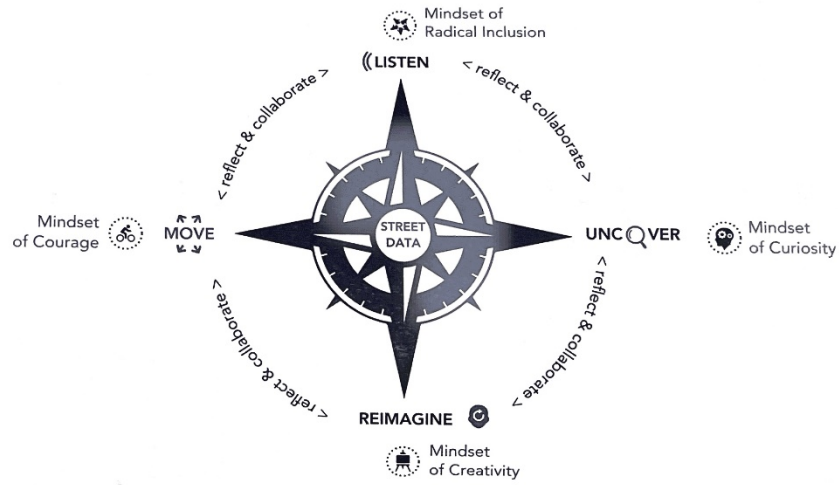 Mindset of
Radical Inclusion
LISTEN
< reflect & collaborate >
< reflect & collaborate >
STREET
DATA
Mindset
of Courage
MOVE
UNCOVER
Mindset
of Curiosity
< reflect & collaborate >
< reflect & collaborate >
REIMAGINE
Mindset
of Creativity